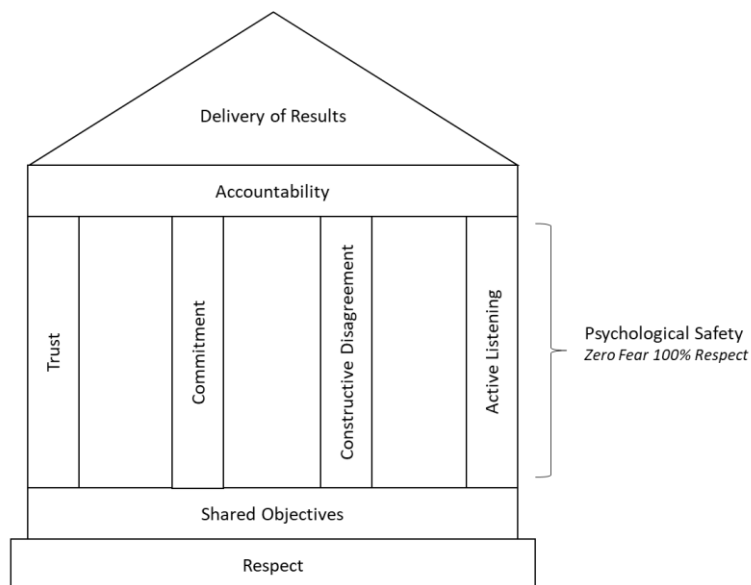 Delivery of Results
Accountability
Trust
Commitment
Constructive Disagreement
Active Listening
Psychological Safety
Zero Fear 100% Respect
Shared Objectives
Respect